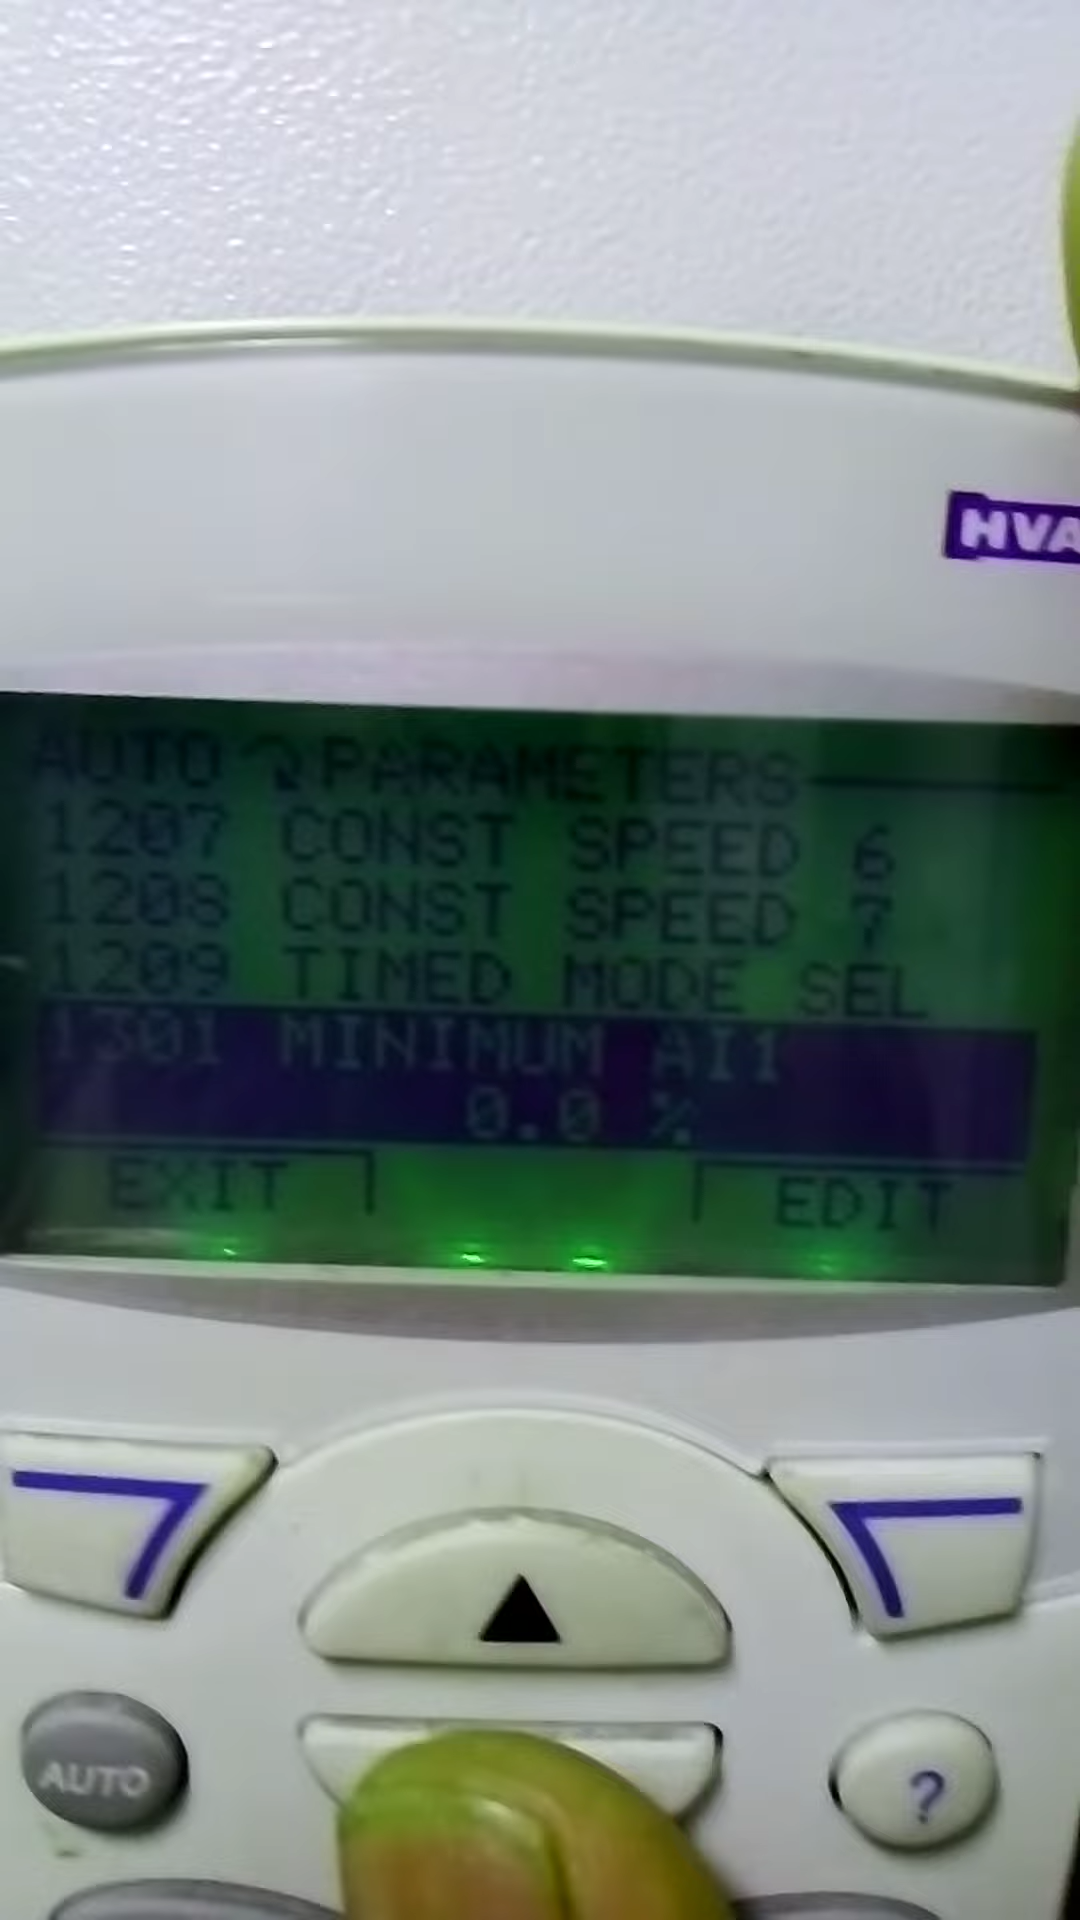 HVA
AUTO ↷ PARAMETERS
1207 CONST SPEED 6
1208 CONST SPEED 7
1209 TIMED MODE SEL
1301 MINIMUM AI1
0.0 %
EXIT EDIT
AUTO ?